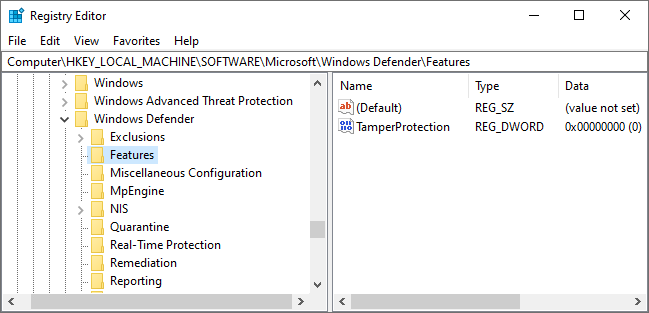 Registry Editor
File Edit View Favorites Help
Computer\HKEY_LOCAL_MACHINE\SOFTWARE\Microsoft\Windows Defender\Features
Windows
Windows Advanced Threat Protection
Windows Defender
Exclusions
Features
Miscellaneous Configuration
MpEngine
NIS
Quarantine
Real-Time Protection
Remediation
Reporting
Name Type Data
ab (Default) REG_SZ (value not set)
TamperProtection REG_DWORD 0x00000000 (0)